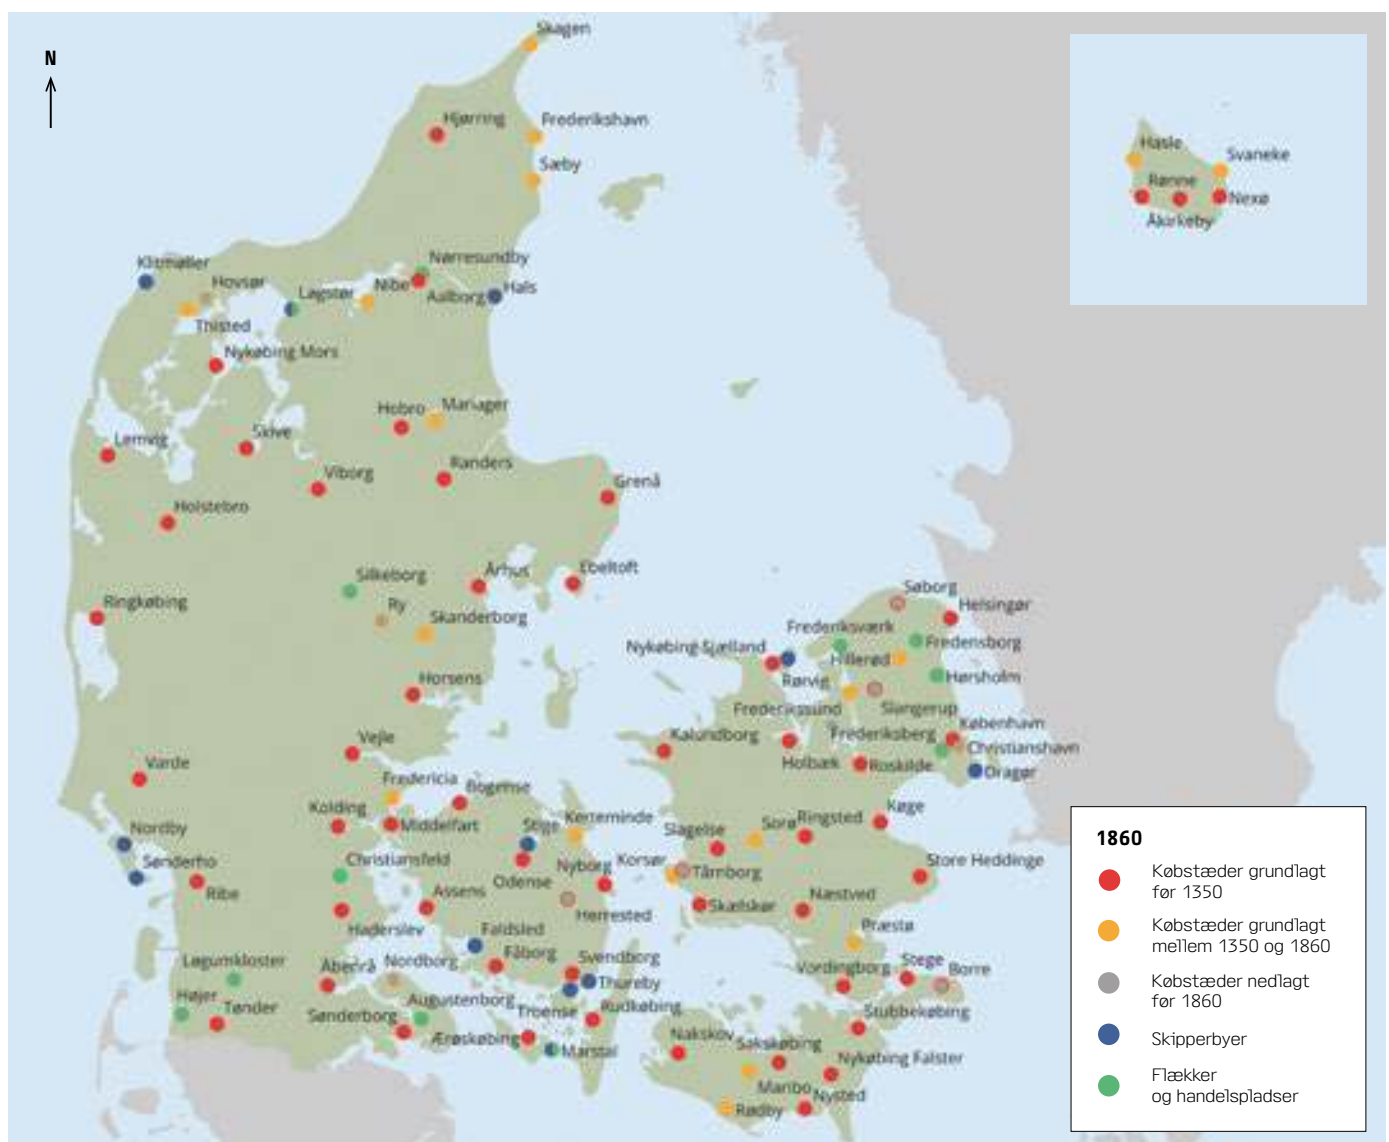 Skagen
N
Hjørring
Frederikshavn
Sæby
Hasle
Svaneke
Rønne
Nexø
Åkirkeby
Klitmøller
Hovsør
Nørresundby
Løgstør
Nibe
Aalborg
Hals
Thisted
Nykøbing Mors
Hobro
Mariager
Lemvig
Skive
Viborg
Randers
Grenå
Holstebro
Silkeborg
Århus
Ebeltoft
Ry
Skanderborg
Ringkøbing
Søborg
Helsingør
Frederiksværk
Fredensborg
Nykøbing Sjælland
Hillerød
Rørvig
Hørsholm
Horsens
Frederikssund
Slangerup
København
Kalundborg
Frederiksberg
Christianshavn
Holbæk
Roskilde
Dragør
Vejle
Varde
Fredericia
Bogense
Kolding
Middelfart
Kerteminde
Stige
Slagelse
Sorø
Ringsted
Køge
Nordby
Sønderho
Christiansfeld
Odense
Nyborg
Korsør
Tårnborg
Store Heddinge
Ribe
Assens
Herrested
Skælskør
Næstved
Haderslev
Faldsled
Præstø
Fåborg
Svendborg
Løgumkloster
Åbenrå
Nordborg
Thureby
Vordingborg
Stege
Borre
Højer
Tønder
Augustenborg
Troense
Rudkøbing
Stubbekøbing
Sønderborg
Ærøskøbing
Marstal
Nakskov
Sakskøbing
Nykøbing Falster
Maribo
Nysted
Rødby
1860
Købstæder grundlagt
før 1350
Købstæder grundlagt
mellem 1350 og 1860
Købstæder nedlagt
før 1860
Skipperbyer
Flækker
og handelspladser